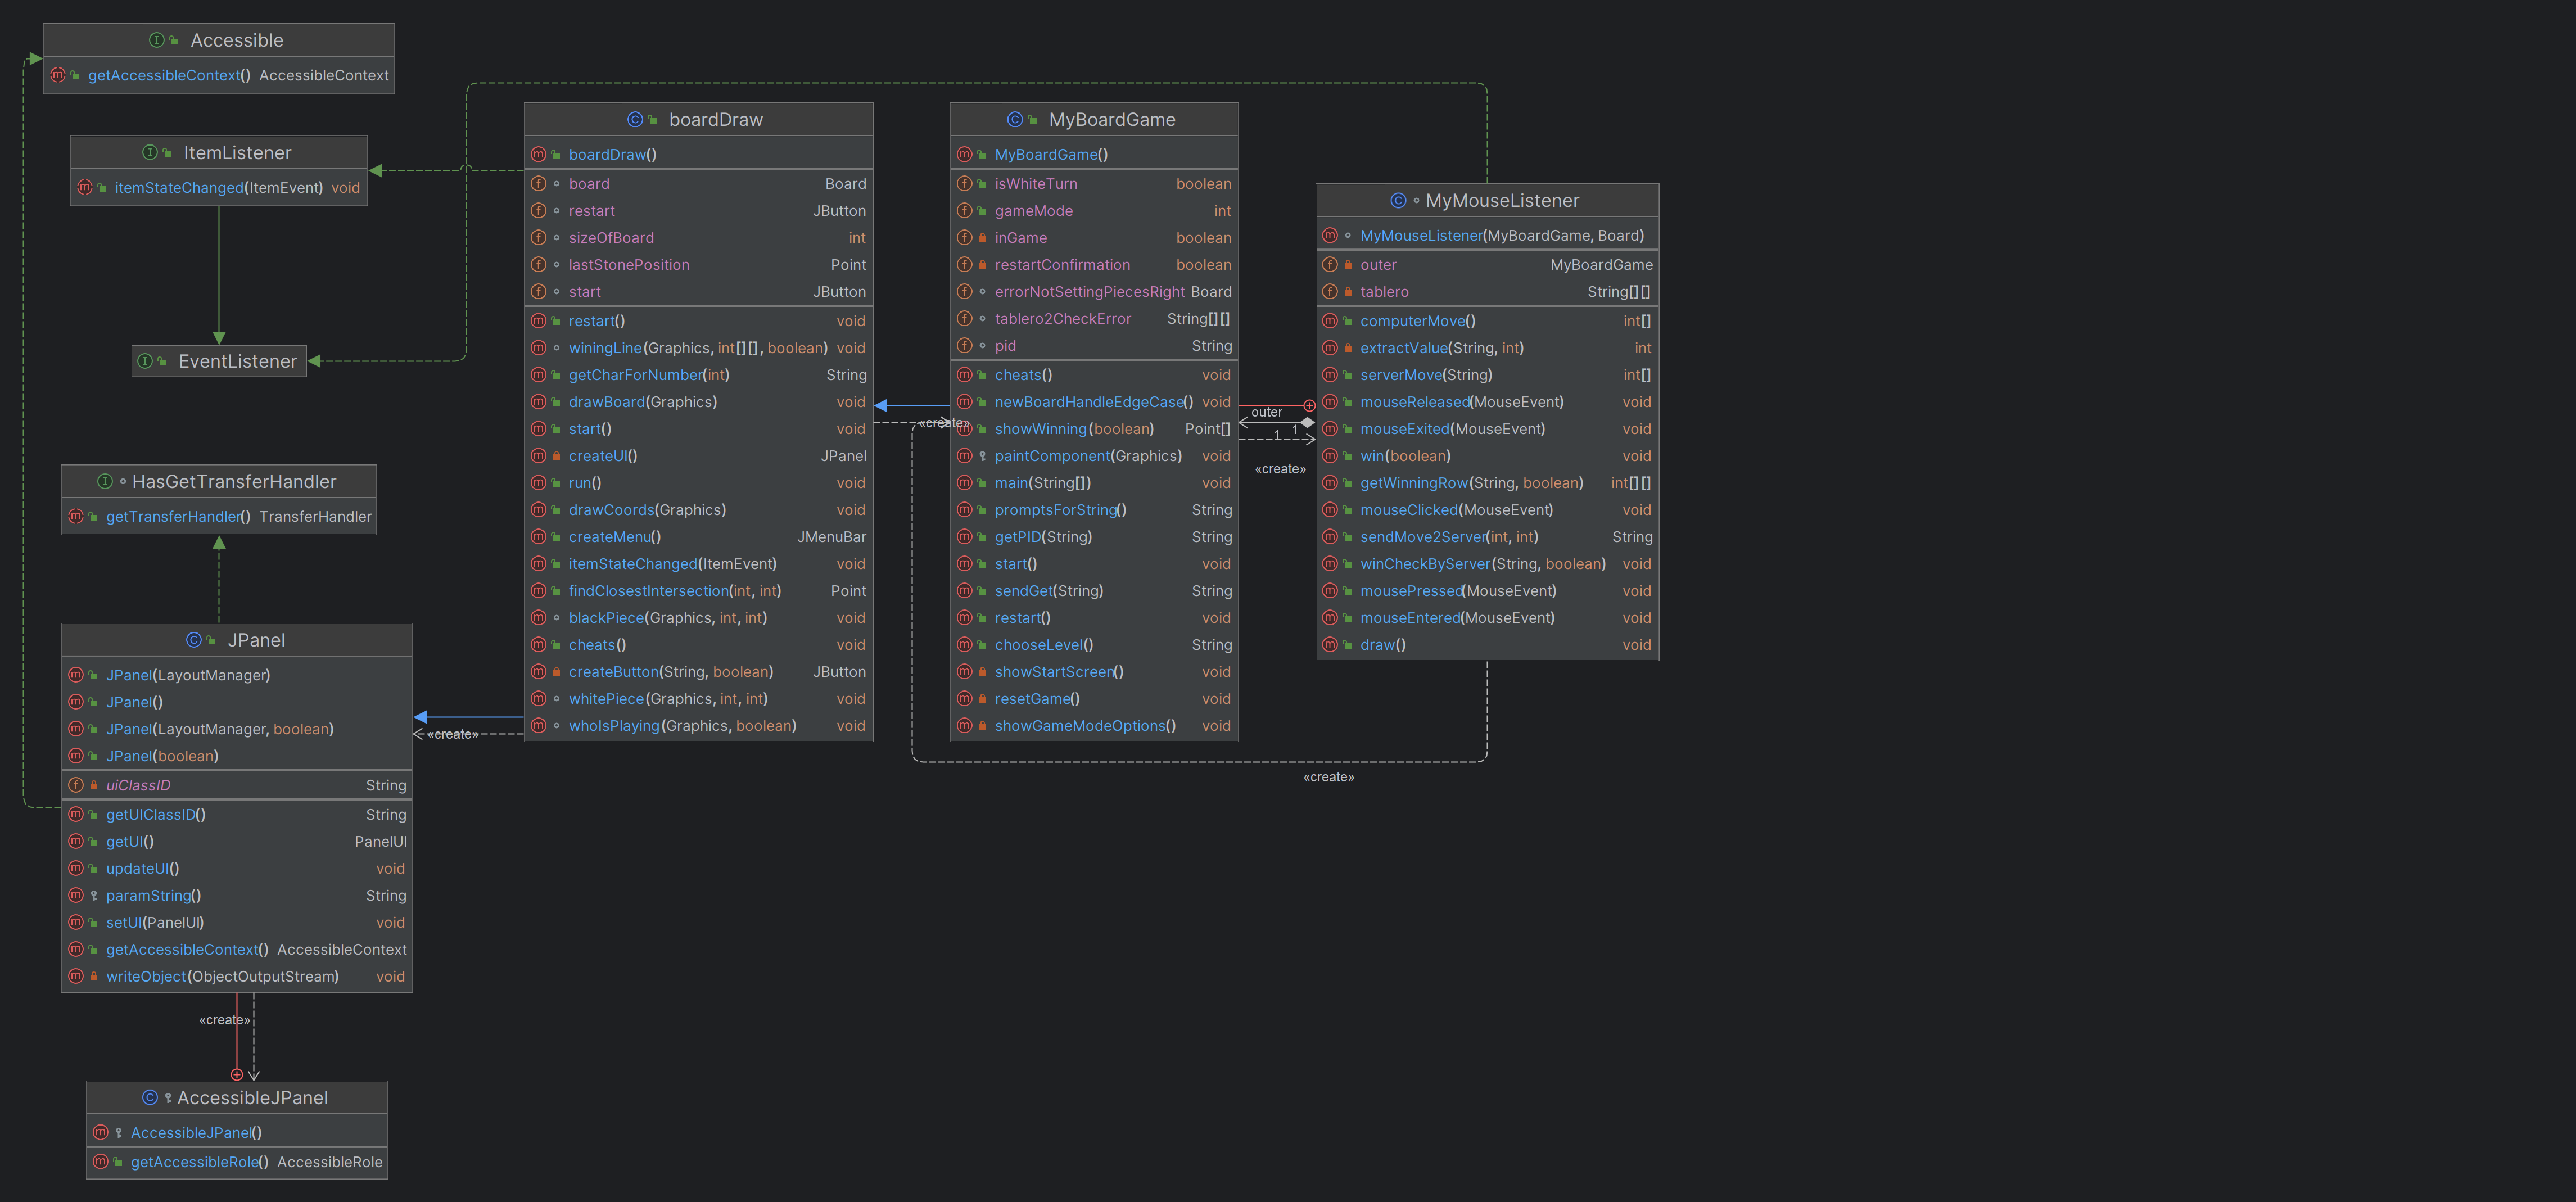 Accessible
getAccessibleContext() AccessibleContext
ItemListener
itemStateChanged(ItemEvent) void
EventListener
HasGetTransferHandler
getTransferHandler() TransferHandler
JPanel
JPanel(LayoutManager)
JPanel()
JPanel(LayoutManager, boolean)
JPanel(boolean)
uiClassID String
getUIClassID() String
getUI() PanelUI
updateUI() void
paramString() String
setUI(PanelUI) void
getAccessibleContext() AccessibleContext
writeObject(ObjectOutputStream) void
«create»
AccessibleJPanel
AccessibleJPanel()
getAccessibleRole() AccessibleRole
boardDraw
boardDraw()
board Board
restart JButton
sizeOfBoard int
lastStonePosition Point
start JButton
restart() void
winingLine(Graphics, int[][], boolean) void
getCharForNumber(int) String
drawBoard(Graphics) void
start() void
createUI() JPanel
run() void
drawCoords(Graphics) void
createMenu() JMenuBar
itemStateChanged(ItemEvent) void
findClosestIntersection(int, int) Point
blackPiece(Graphics, int, int) void
cheats() void
createButton(String, boolean) JButton
whitePiece(Graphics, int, int) void
whoIsPlaying(Graphics, boolean) void
«create»
«create»
MyBoardGame
MyBoardGame()
isWhiteTurn boolean
gameMode int
inGame boolean
restartConfirmation boolean
errorNotSettingPiecesRight Board
tablero2CheckError String[][]
pid String
cheats() void
newBoardHandleEdgeCase() void
showWinning(boolean) Point[]
paintComponent(Graphics) void
main(String[]) void
promptsForString() String
getPID(String) String
start() void
sendGet(String) String
restart() void
chooseLevel() String
showStartScreen() void
resetGame() void
showGameModeOptions() void
outer
1 1
«create»
«create»
MyMouseListener
MyMouseListener(MyBoardGame, Board)
outer MyBoardGame
tablero String[][]
computerMove() int[]
extractValue(String, int) int
serverMove(String) int[]
mouseReleased(MouseEvent) void
mouseExited(MouseEvent) void
win(boolean) void
getWinningRow(String, boolean) int[][]
mouseClicked(MouseEvent) void
sendMove2Server(int, int) String
winCheckByServer(String, boolean) void
mousePressed(MouseEvent) void
mouseEntered(MouseEvent) void
draw() void